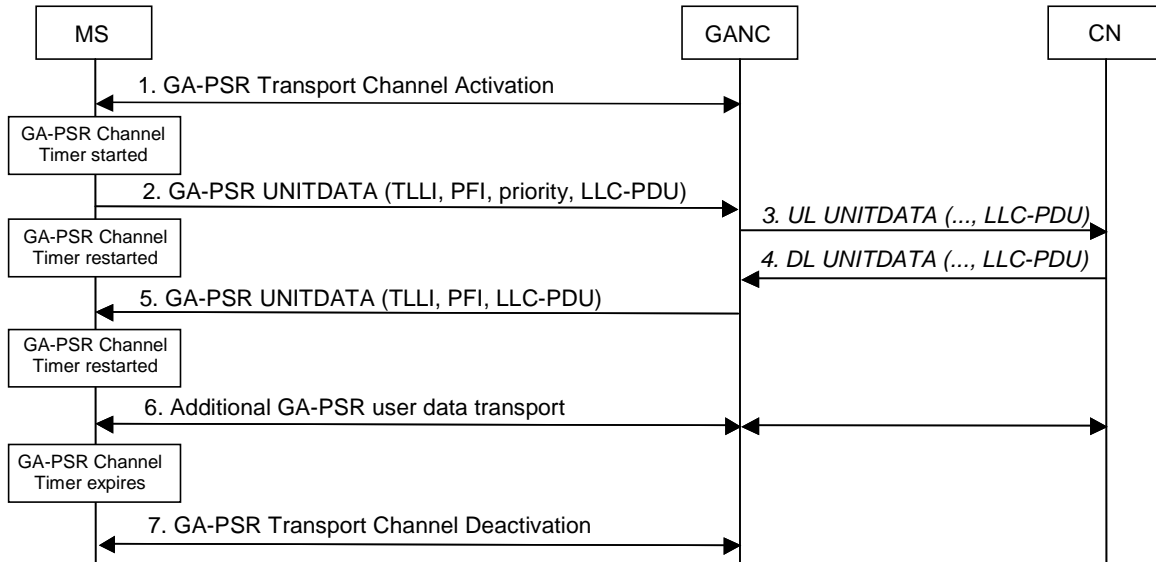 MS
GANC
CN
1. GA-PSR Transport Channel Activation
GA-PSR Channel
Timer started
2. GA-PSR UNITDATA (TLLI, PFI, priority, LLC-PDU)
3. UL UNITDATA (..., LLC-PDU)
GA-PSR Channel
Timer restarted
4. DL UNITDATA (..., LLC-PDU)
5. GA-PSR UNITDATA (TLLI, PFI, LLC-PDU)
GA-PSR Channel
Timer restarted
6. Additional GA-PSR user data transport
GA-PSR Channel
Timer expires
7. GA-PSR Transport Channel Deactivation